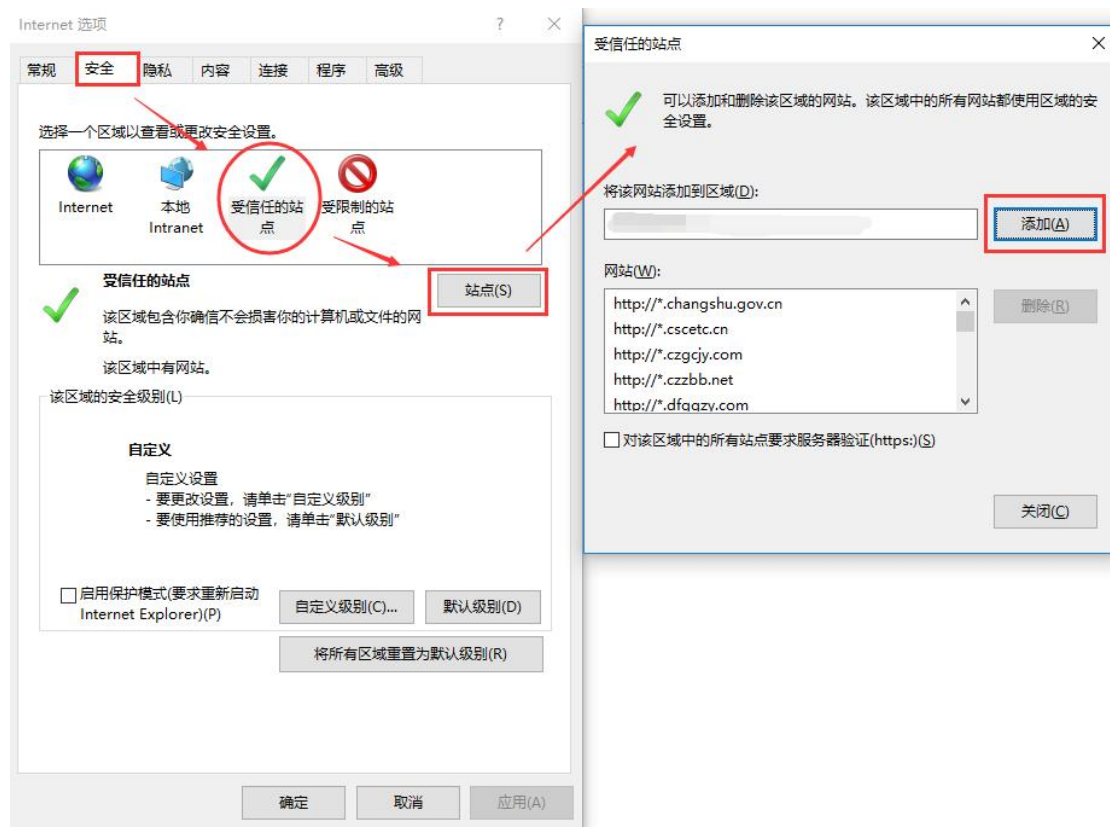 Internet 选项
?
常规 安全 隐私 内容 连接 程序 高级
选择一个区域以查看或更改安全设置。
Internet
本地
Intranet
受信任的站
点
受限制的站
点
受信任的站点
站点(S)
该区域包含你确信不会损害你的计算机或文件的网
站。
该区域中有网站。
该区域的安全级别(L)
自定义
自定义设置
- 要更改设置，请单击“自定义级别”
- 要使用推荐的设置，请单击“默认级别”
启用保护模式(要求重新启动
Internet Explorer)(P)
自定义级别(C)...
默认级别(D)
将所有区域重置为默认级别(R)
确定
取消
应用(A)
受信任的站点
可以添加和删除该区域的网站。该区域中的所有网站都使用区域的安
全设置。
将该网站添加到区域(D):
添加(A)
网站(W):
http://*.changshu.gov.cn
http://*.cscetc.cn
http://*.czgcjy.com
http://*.czzbb.net
http://*.dfggzy.com
删除(R)
对该区域中的所有站点要求服务器验证(https:)(S)
关闭(C)